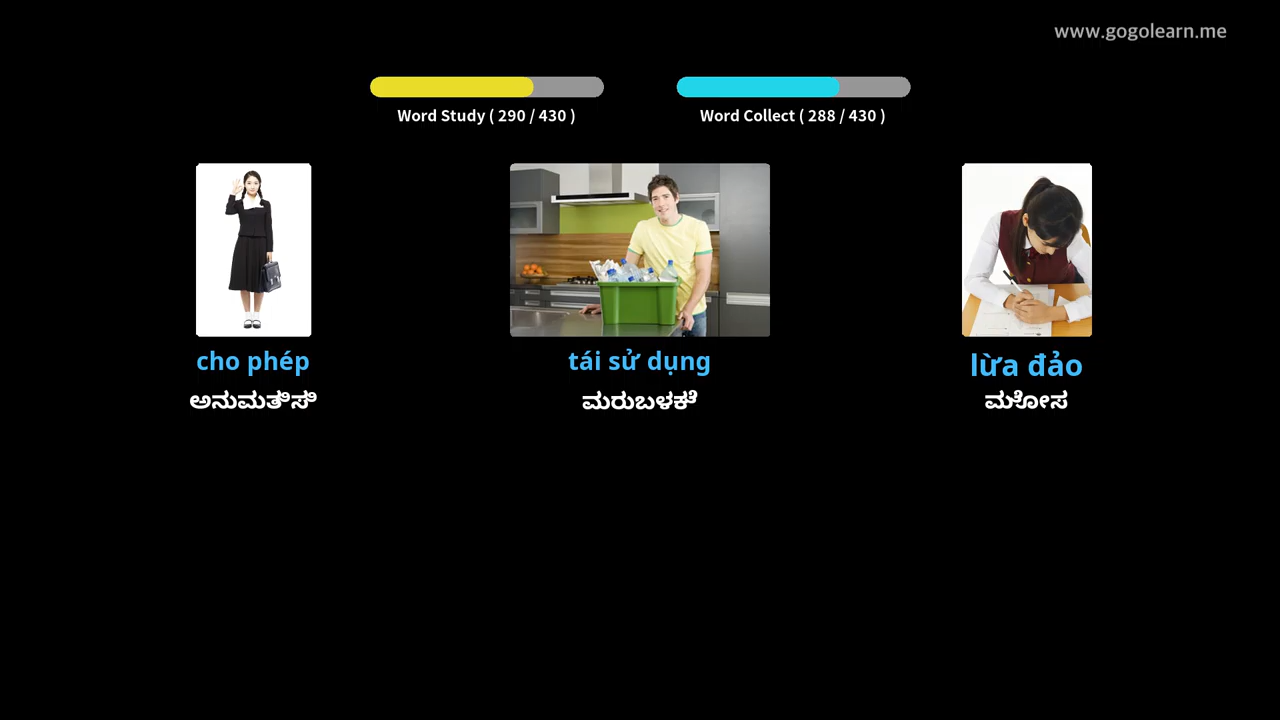 www.gogolearn.me
Word Study ( 290 / 430 )
Word Collect ( 288 / 430 )
cho phép
tái sử dụng
lừa đảo
ಅನುಮತಿಸಿ
ಮರುಬಳಕೆ
ಮೋಸ